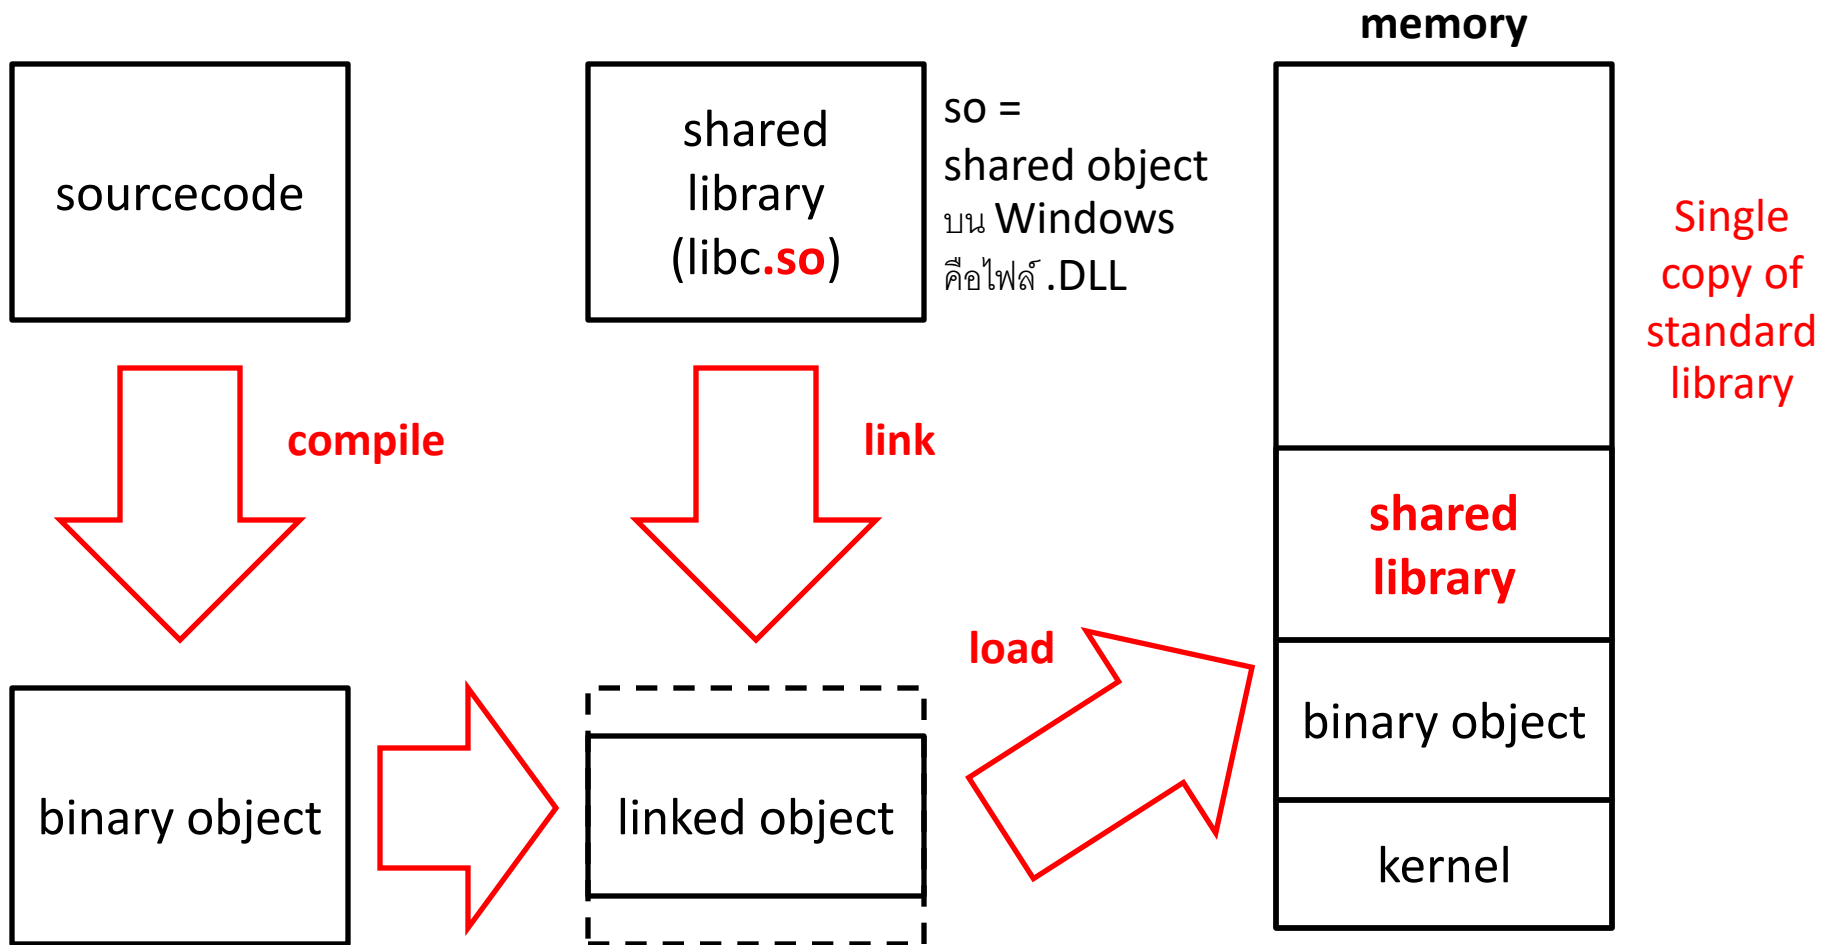 memory
sourcecode
shared
library
(libc.so)
so =
shared object
บน Windows
คือไฟล์ .DLL
Single
copy of
standard
library
compile
link
shared
library
load
binary object
linked object
binary object
kernel